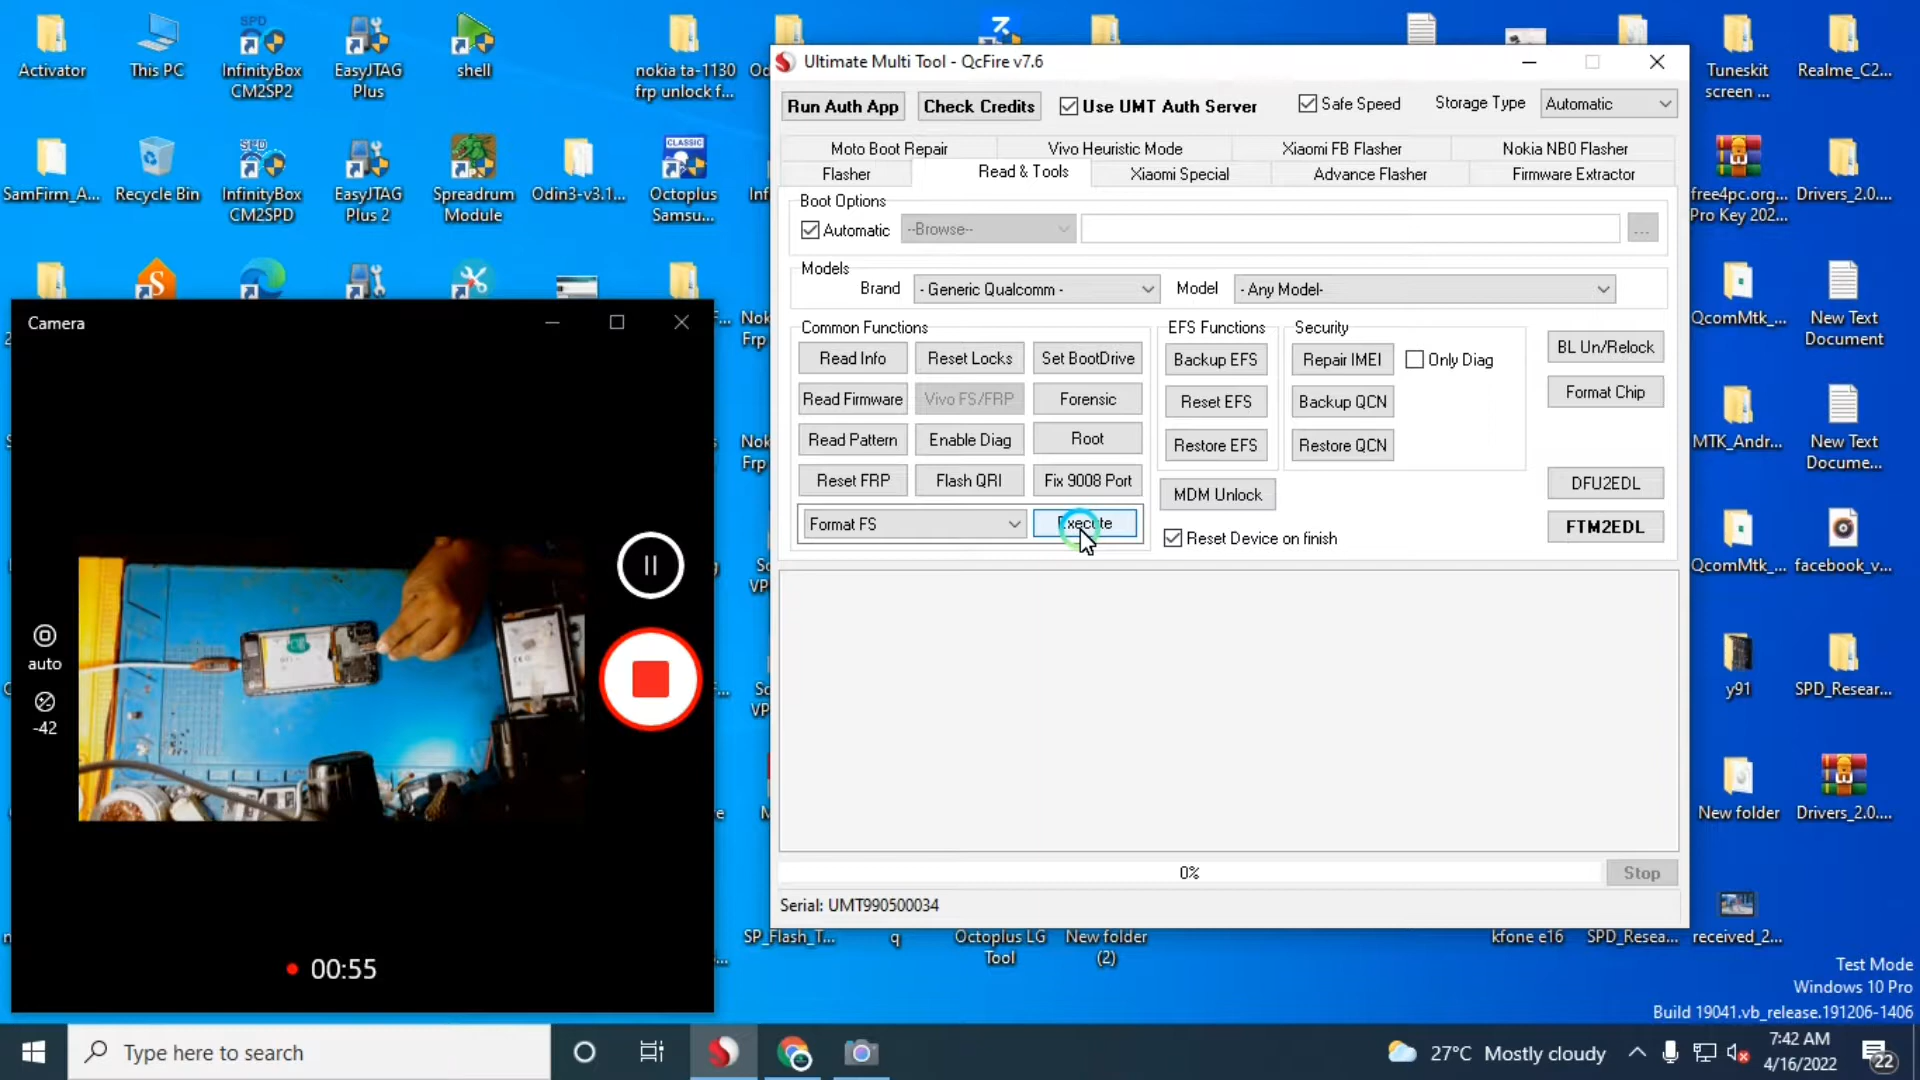 Activator
This PC
SPD
InfinityBox
CM2SP2
EasyJTAG
Plus
shell
nokia ta-1130
frp unlock f...
Tuneskit
screen ...
Realme_C2...
SamFirm_A...
Recycle Bin
SPD
InfinityBox
CM2SPD
EasyJTAG
Plus 2
Spreadrum
Module
Odin3-v3.1...
CLASSIC
Octoplus
Samsu...
free4pc.org...
Pro Key 202...
Drivers_2.0....
Ultimate Multi Tool - QcFire v7.6
Run Auth App
Check Credits
Use UMT Auth Server
Safe Speed
Storage Type
Automatic
Moto Boot Repair
Vivo Heuristic Mode
Xiaomi FB Flasher
Nokia NB0 Flasher
Flasher
Read & Tools
Xiaomi Special
Advance Flasher
Firmware Extractor
Boot Options
Automatic
--Browse--
...
Models
Brand
- Generic Qualcomm -
Model
- Any Model-
Common Functions
EFS Functions
Security
Read Info
Reset Locks
Set BootDrive
Backup EFS
Repair IMEI
Only Diag
BL Un/Relock
Read Firmware
Vivo FS/FRP
Forensic
Reset EFS
Backup QCN
Format Chip
Read Pattern
Enable Diag
Root
Restore EFS
Restore QCN
Reset FRP
Flash QRI
Fix 9008 Port
MDM Unlock
DFU2EDL
Format FS
Execute
Reset Device on finish
FTM2EDL
0%
Stop
Serial: UMT990500034
Camera
auto
-42
00:55
QcomMtk_...
New Text
Document
MTK_Andr...
New Text
Docume...
QcomMtk_...
facebook_v...
y91
SPD_Resear...
New folder
Drivers_2.0....
SP_Flash_T...
q
Octoplus LG
Tool
New folder
(2)
kfone e16
SPD_Resea...
received_2...
Test Mode
Windows 10 Pro
Build 19041.vb_release.191206-1406
Type here to search
27°C Mostly cloudy
7:42 AM
4/16/2022
22